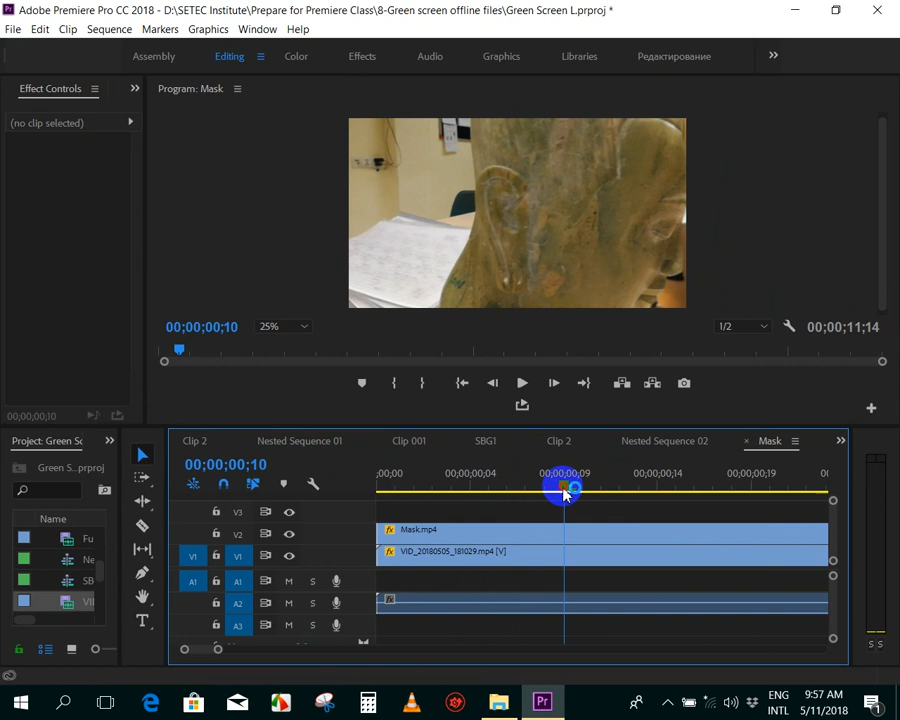 Adobe Premiere Pro CC 2018 - D:\SETEC Institute\Prepare for Premiere Class\8-Green screen offline files\Green Screen L.prproj *
File Edit Clip Sequence Markers Graphics Window Help
Assembly Editing Color Effects Audio Graphics Libraries Редактирование
Effect Controls
Program: Mask
(no clip selected)
00;00;00;10 25% 1/2 00;00;11;14
00;00;00;10
Project: Green Sc
Green S...prproj
Name
Fu
Ne
SB
VI
Clip 2 Nested Sequence 01 Clip 001 SBG1 Clip 2 Nested Sequence 02 × Mask
00;00;00;10
;00;00 00;00;00;04 00;00;00;09 00;00;00;14 00;00;00;19 00
V3
V2 fx Mask.mp4
V1 V1 fx VID_20180505_181029.mp4 [V]
A1 A1 M S
A2 M S fx
A3 M S
S S
ENG
INTL
9:57 AM
5/11/2018
1